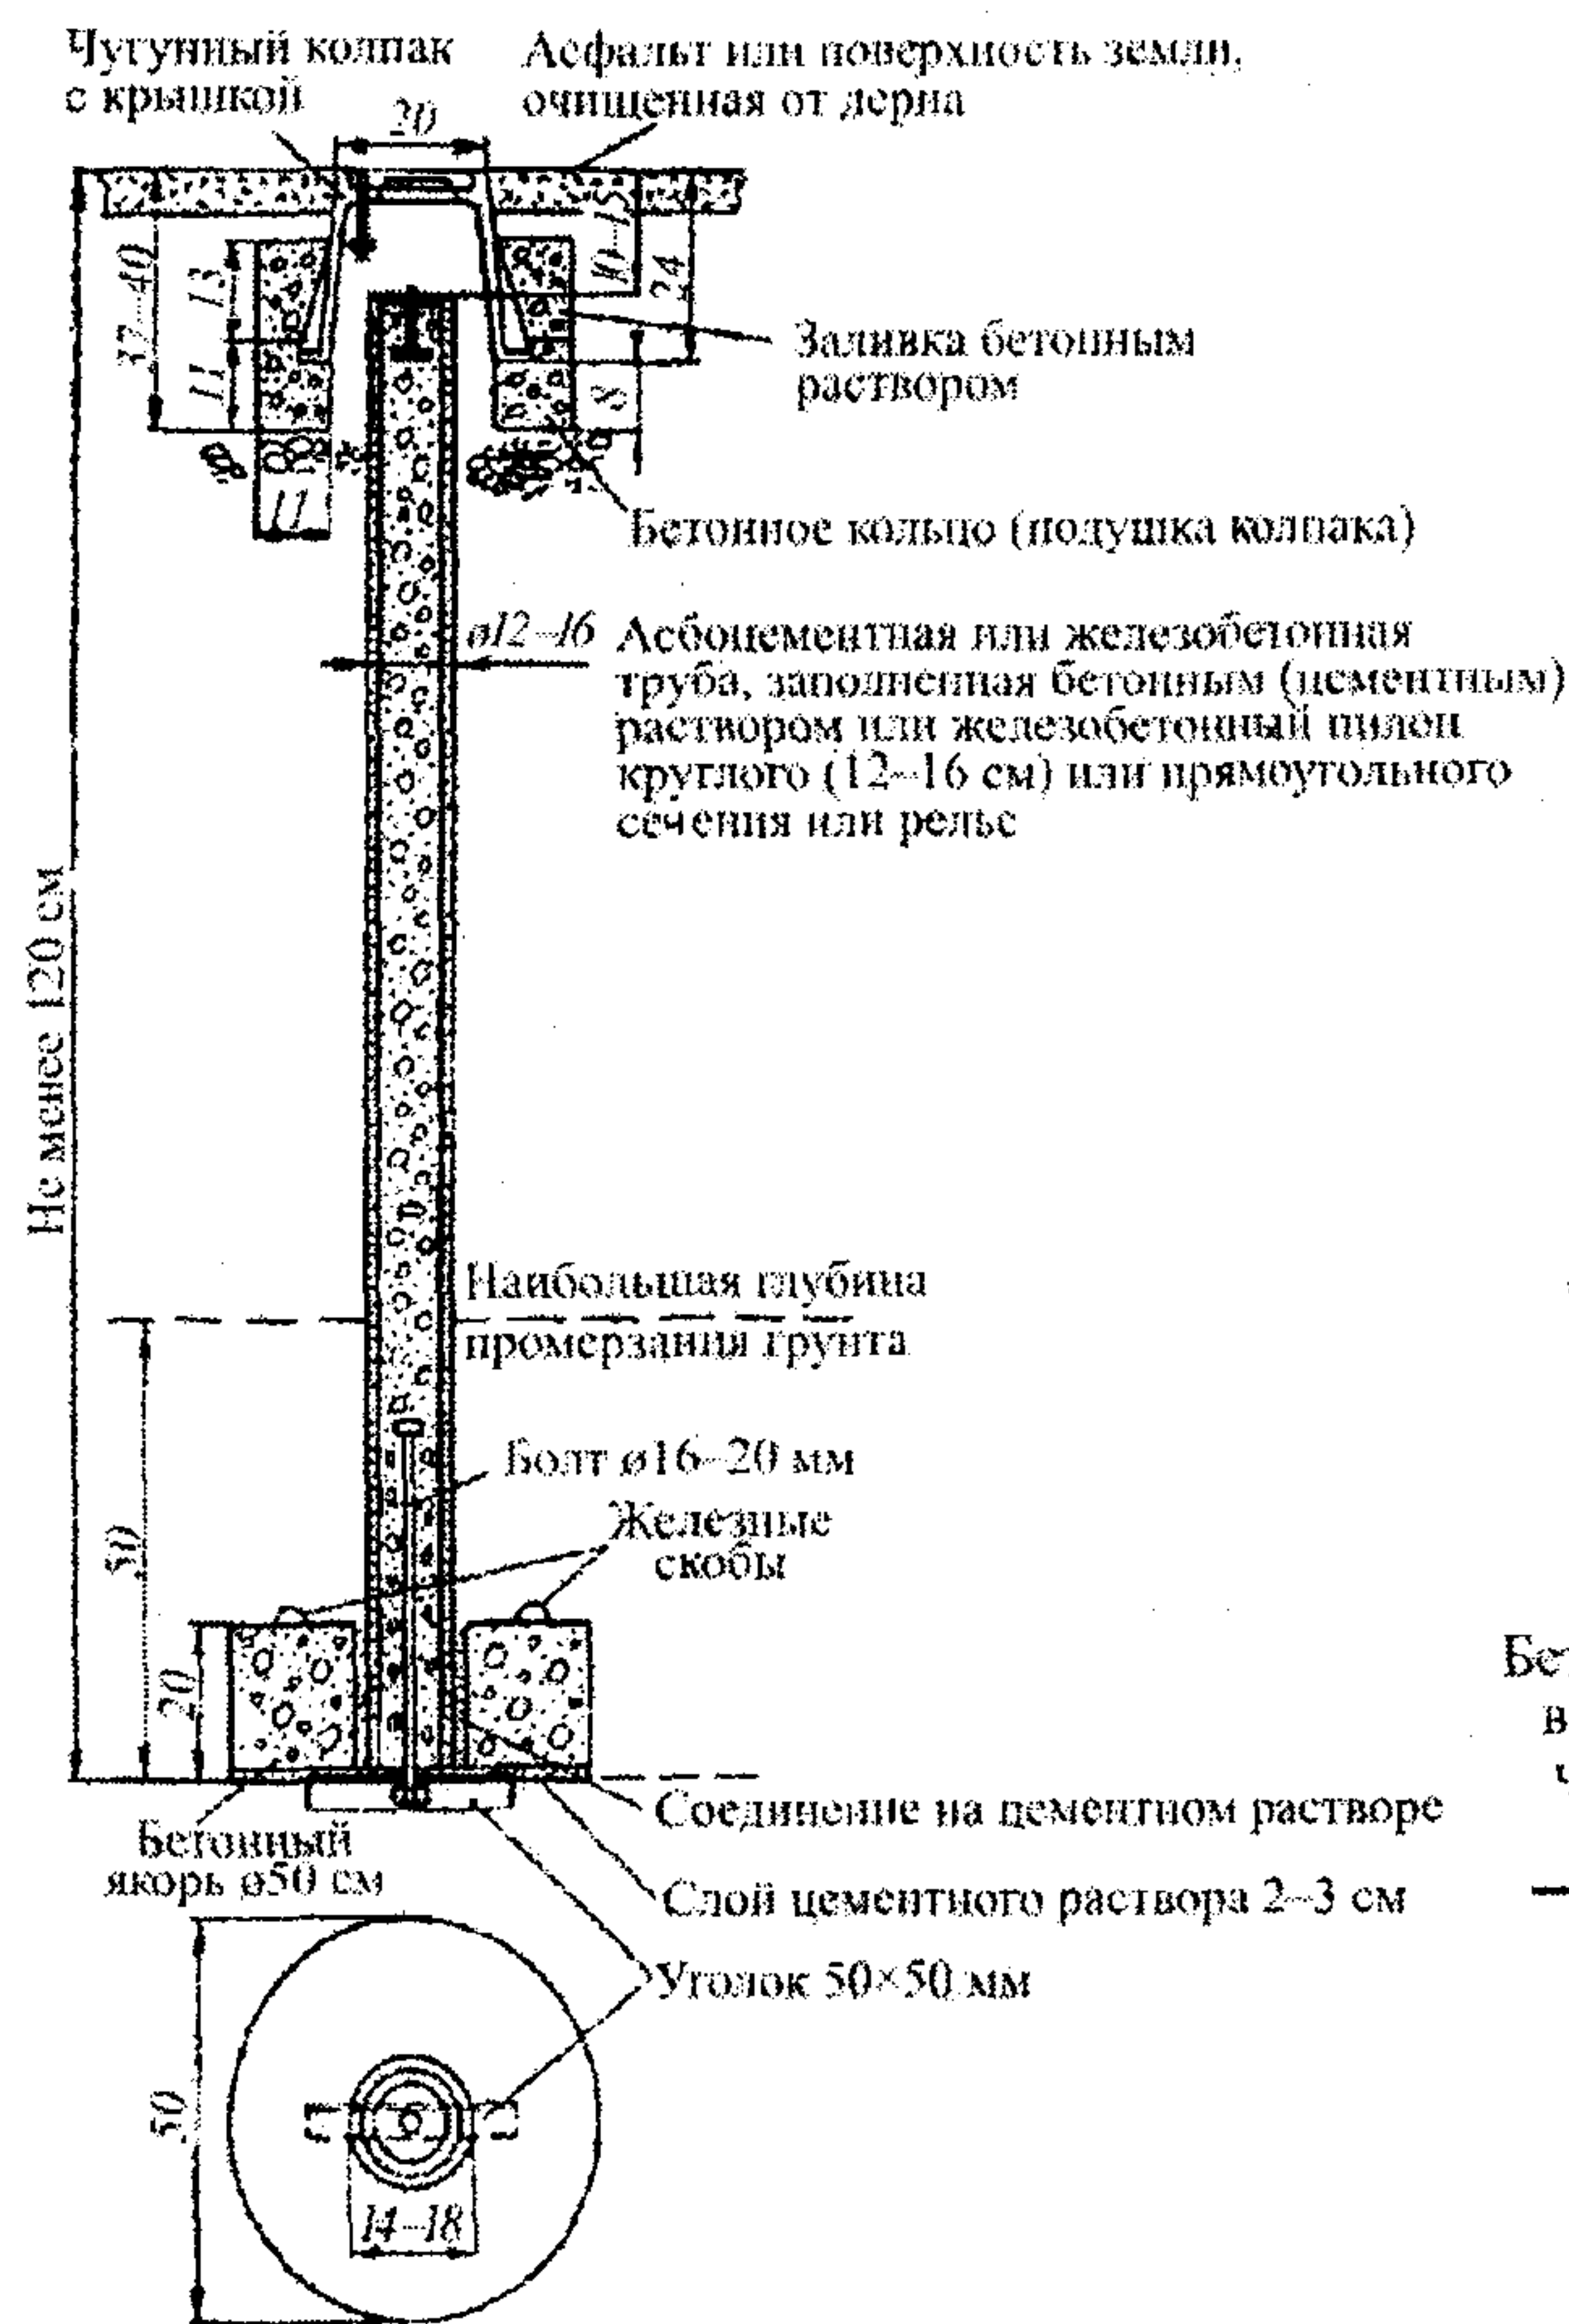 Чугунный колпак
с крышкой
Асфальт или поверхность земли,
очищенная от дерна
20
37–40
13
11
10–15
24
8
Заливка бетонным
раствором
11
Бетонное кольцо (подушка колпака)
ø12–16
Асбоцементная или железобетонная
труба, заполненная бетонным (цементным)
раствором или железобетонный пилон
круглого (12–16 см) или прямоугольного
сечения или рельс
Не менее 120 см
Наибольшая глубина
промерзания грунта
Болт ø16–20 мм
Железные
скобы
50
20
Бетонный
якорь ø50 см
Соединение на цементном растворе
Слой цементного раствора 2–3 см
Уголок 50×50 мм
50
14–18